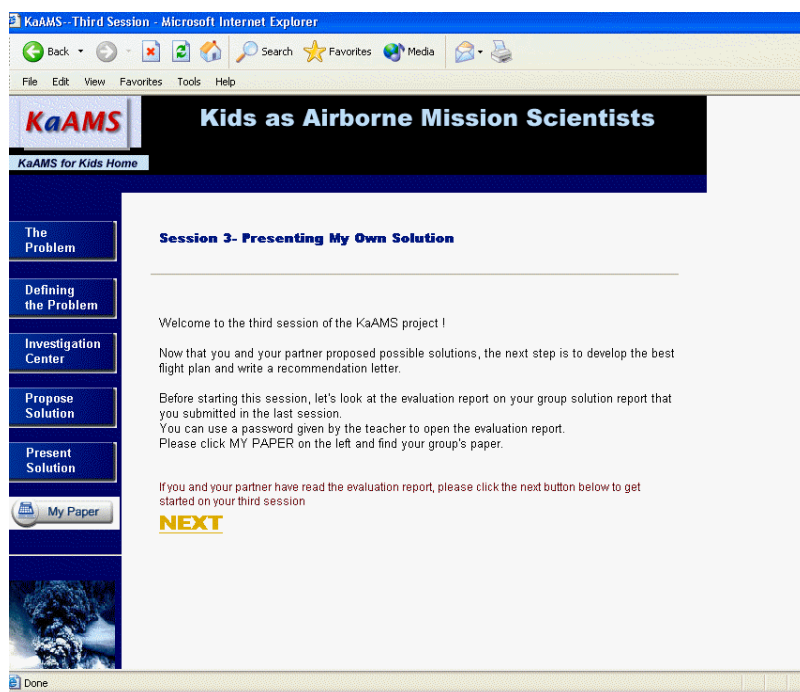 KaAMS--Third Session - Microsoft Internet Explorer
Back Search Favorites Media
File Edit View Favorites Tools Help
KaAMS
Kids as Airborne Mission Scientists
KaAMS for Kids Home
The
Problem
Defining
the Problem
Investigation
Center
Propose
Solution
Present
Solution
My Paper
Session 3- Presenting My Own Solution
Welcome to the third session of the KaAMS project !
Now that you and your partner proposed possible solutions, the next step is to develop the best
flight plan and write a recommendation letter.
Before starting this session, let's look at the evaluation report on your group solution report that
you submitted in the last session.
You can use a password given by the teacher to open the evaluation report.
Please click MY PAPER on the left and find your group's paper.
If you and your partner have read the evaluation report, please click the next button below to get
started on your third session
NEXT
Done